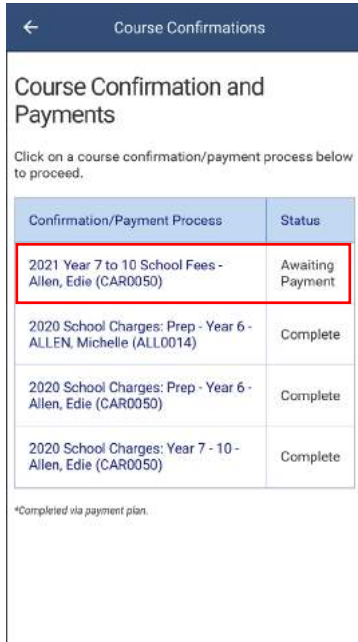 Course Confirmations
Course Confirmation and
Payments
Click on a course confirmation/payment process below
to proceed.
Confirmation/Payment Process Status
2021 Year 7 to 10 School Fees - Awaiting
Allen, Edie (CAR0050) Payment
2020 School Charges: Prep - Year 6 -
ALLEN, Michelle (ALL0014) Complete
2020 School Charges: Prep - Year 6 -
Allen, Edie (CAR0050) Complete
2020 School Charges: Year 7 - 10 -
Allen, Edie (CAR0050) Complete
*Completed via payment plan.